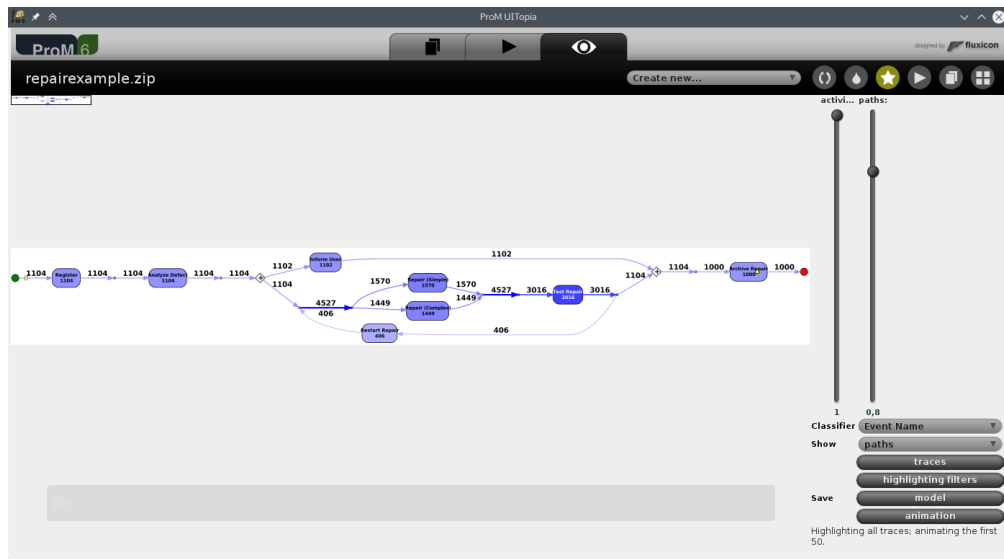 ProM UITopia
ProM 6
designed by fluxicon
repairexample.zip
Create new...
activi... paths:
1104
Register
1104
1104
1104
Analyze Defect
1104
1104
1104
1102
1104
Inform User
1102
1102
4527
406
1570
1449
Repair (Simple)
1570
Repair (Complex)
1449
1570
1449
4527
3016
Test Repair
3016
3016
1104
Restart Repair
406
406
1104
1000
Archive Repair
1000
1000
1
0,8
Classifier
Event Name
Show
paths
traces
highlighting filters
Save
model
animation
Highlighting all traces; animating the first
50.